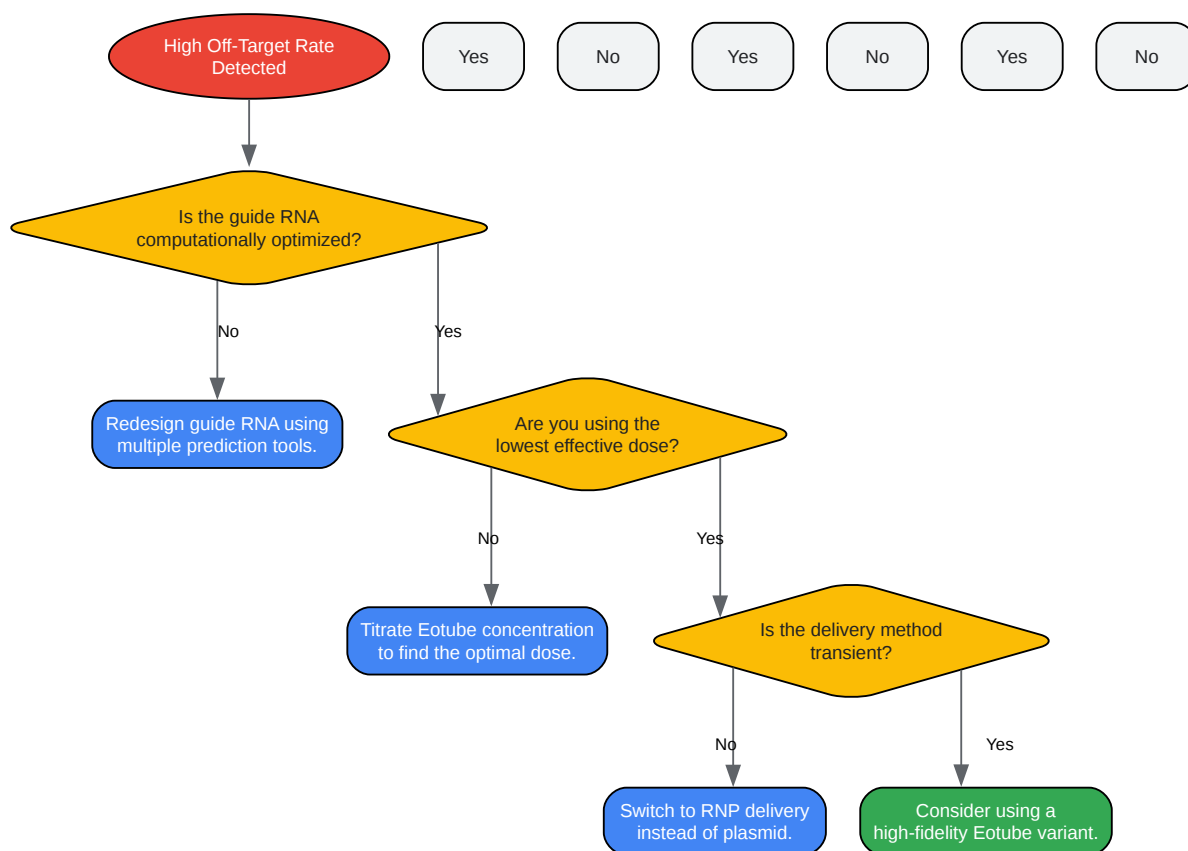 High Off-Target Rate
Detected
Yes
No
Yes
No
Yes
No
Is the guide RNA
computationally optimized?
No
Yes
Redesign guide RNA using
multiple prediction tools.
Are you using the
lowest effective dose?
No
Yes
Titrate Eotube concentration
to find the optimal dose.
Is the delivery method
transient?
No
Yes
Switch to RNP delivery
instead of plasmid.
Consider using a
high-fidelity Eotube variant.